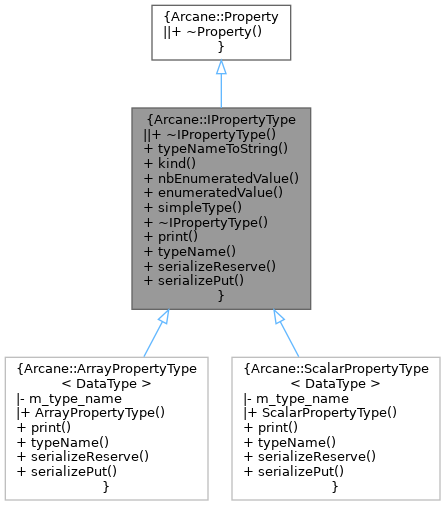 {Arcane::Property
||+ ~Property()
}
{Arcane::IPropertyType
||+ ~IPropertyType()
+ typeNameToString()
+ kind()
+ nbEnumeratedValue()
+ enumeratedValue()
+ simpleType()
+ ~IPropertyType()
+ print()
+ typeName()
+ serializeReserve()
+ serializePut()
}
{Arcane::ArrayPropertyType
< DataType >
|- m_type_name
|+ ArrayPropertyType()
+ print()
+ typeName()
+ serializeReserve()
+ serializePut()
}
{Arcane::ScalarPropertyType
< DataType >
|- m_type_name
|+ ScalarPropertyType()
+ print()
+ typeName()
+ serializeReserve()
+ serializePut()
}